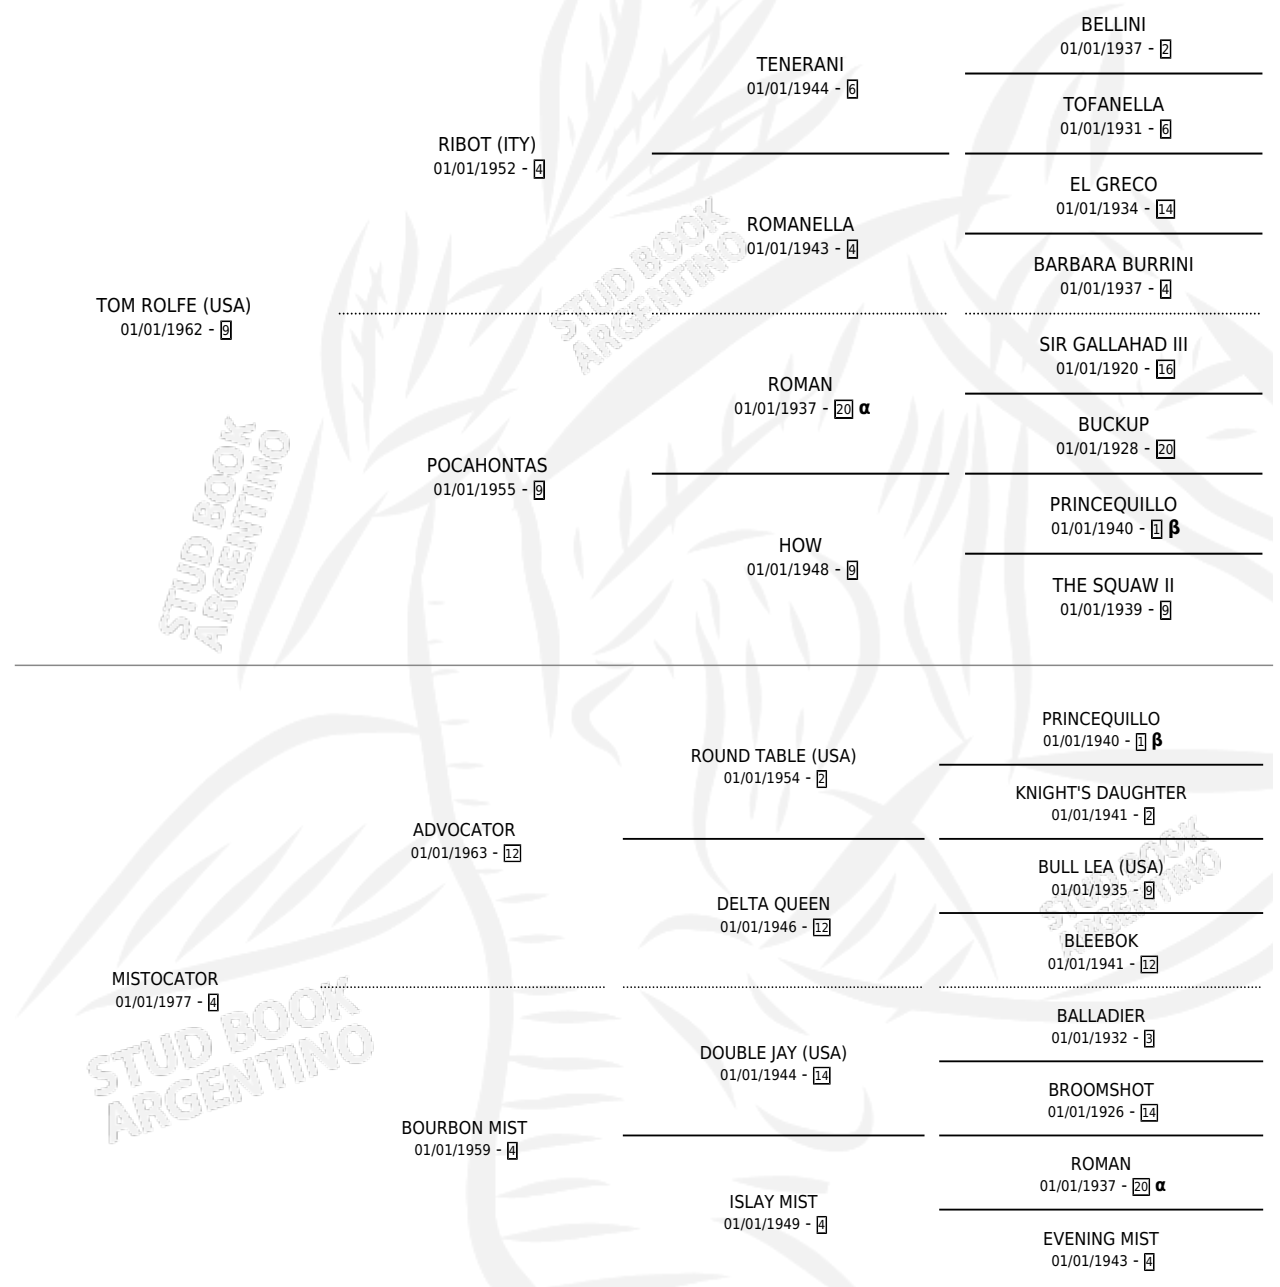 BELLINI
01/01/1937 - 2
TENERANI
01/01/1944 - 6
TOFANELLA
01/01/1931 - 6
RIBOT (ITY)
01/01/1952 - 4
EL GRECO
01/01/1934 - 14
ROMANELLA
01/01/1943 - 4
BARBARA BURRINI
01/01/1937 - 4
TOM ROLFE (USA)
01/01/1962 - 9
SIR GALLAHAD III
01/01/1920 - 16
ROMAN
01/01/1937 - 20 α
BUCKUP
01/01/1928 - 20
POCAHONTAS
01/01/1955 - 9
PRINCEQUILLO
01/01/1940 - 1 β
HOW
01/01/1948 - 9
THE SQUAW II
01/01/1939 - 9
PRINCEQUILLO
01/01/1940 - 1 β
ROUND TABLE (USA)
01/01/1954 - 2
KNIGHT'S DAUGHTER
01/01/1941 - 2
ADVOCATOR
01/01/1963 - 12
BULL LEA (USA)
01/01/1935 - 9
DELTA QUEEN
01/01/1946 - 12
BLEEBOK
01/01/1941 - 12
MISTOCATOR
01/01/1977 - 4
BALLADIER
01/01/1932 - 3
DOUBLE JAY (USA)
01/01/1944 - 14
BROOMSHOT
01/01/1926 - 14
BOURBON MIST
01/01/1959 - 4
ROMAN
01/01/1937 - 20 α
ISLAY MIST
01/01/1949 - 4
EVENING MIST
01/01/1943 - 4
STUD BOOK
ARGENTINO
STUD BOOK
ARGENTINO
STUD BOOK
ARGENTINO
STUD BOOK
ARGENTINO